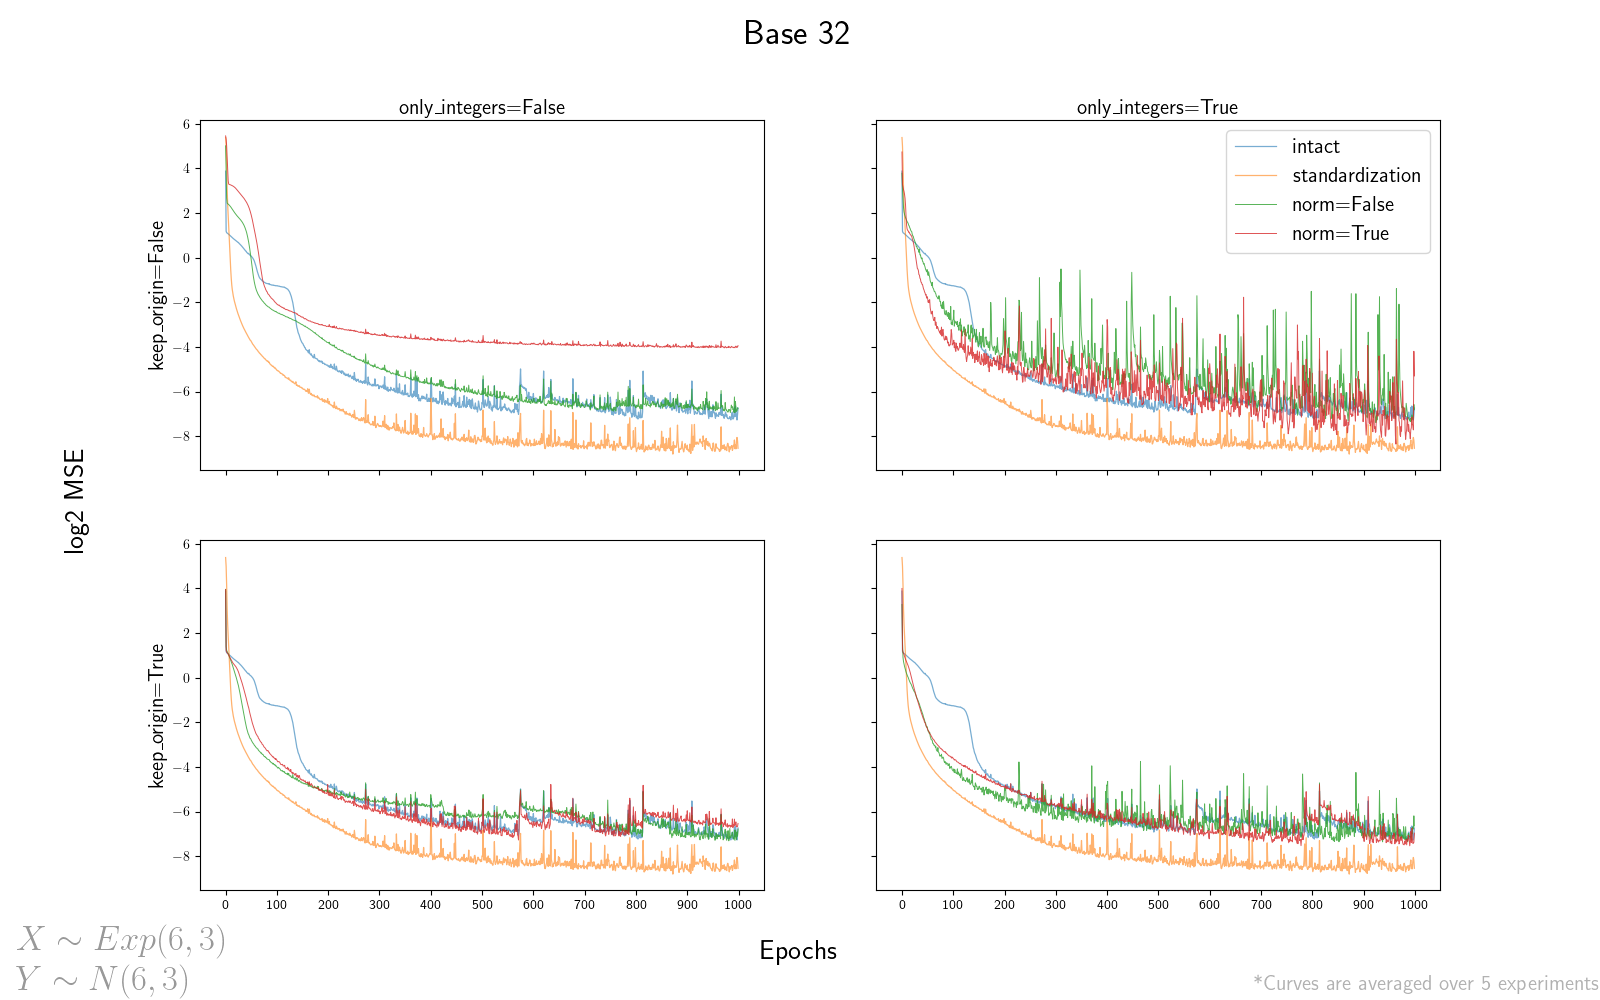 Base 32
only_integers=False
only_integers=True
6
4
2
0
−2
−4
−6
−8
keep_origin=False
intact
standardization
norm=False
norm=True
log2 MSE
6
4
2
0
−2
−4
−6
−8
keep_origin=True
0 100 200 300 400 500 600 700 800 900 1000
0 100 200 300 400 500 600 700 800 900 1000
Epochs
X ∼ Exp(6, 3)
Y ∼ N(6, 3)
*Curves are averaged over 5 experiments